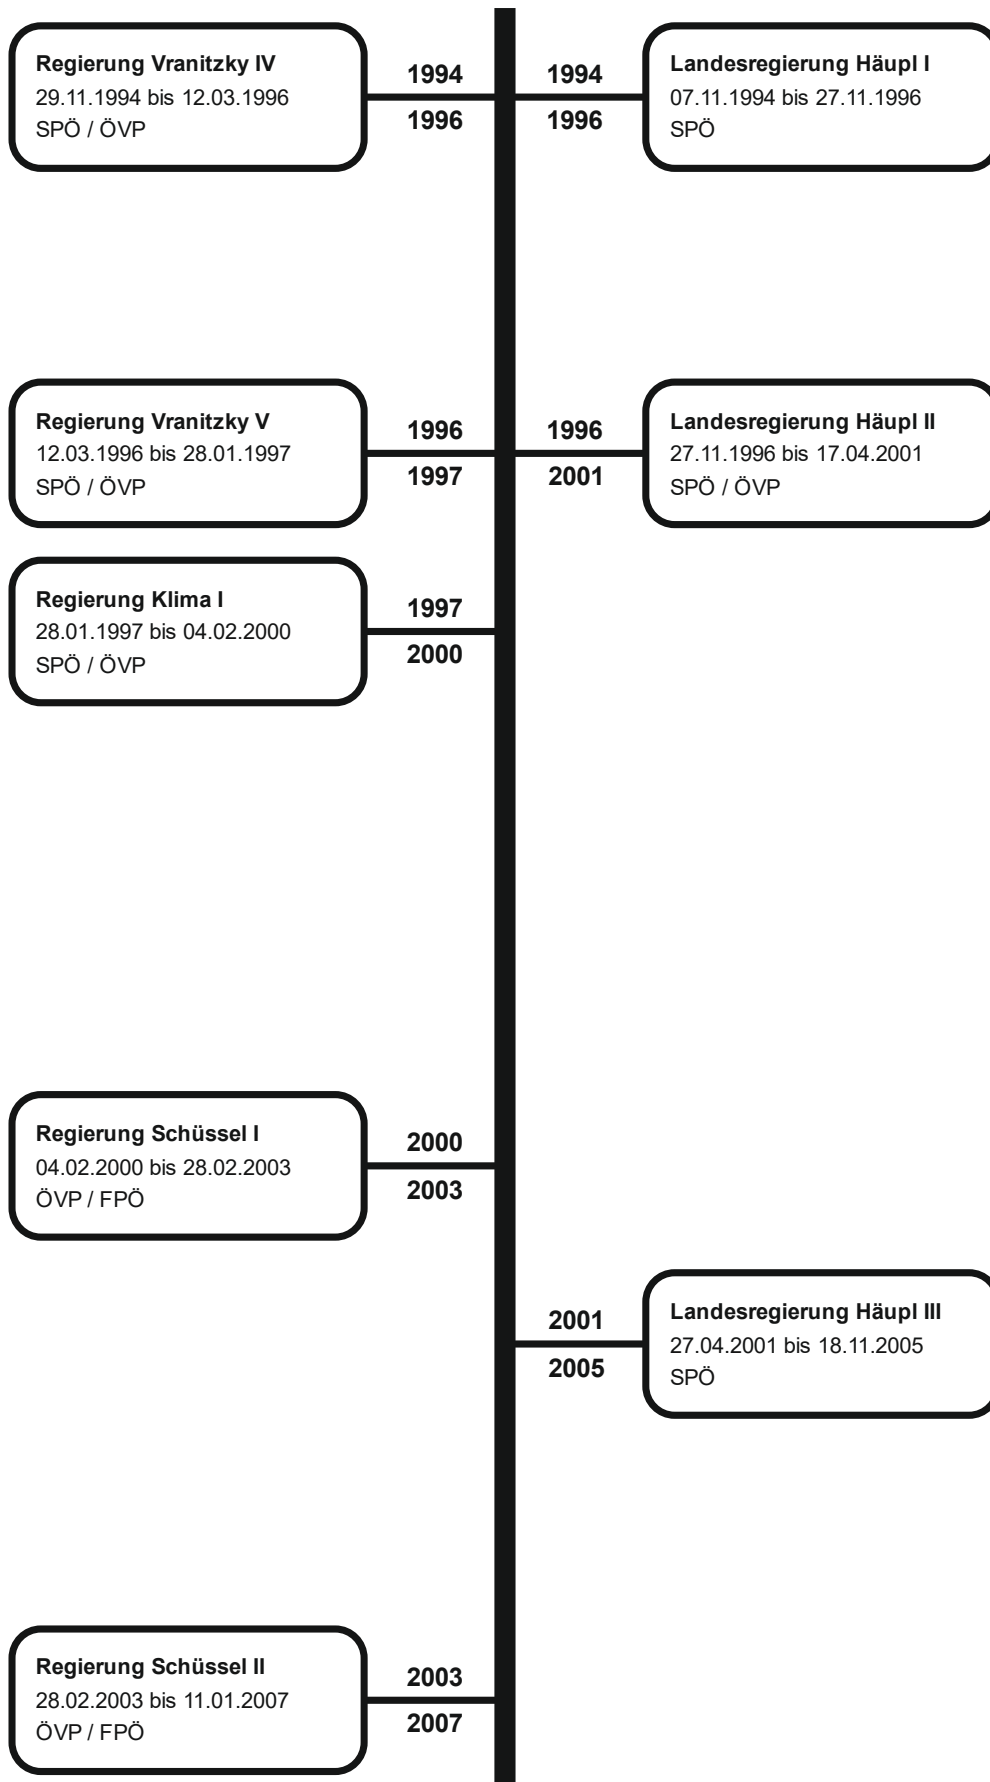 Regierung Vranitzky IV
29.11.1994 bis 12.03.1996
SPÖ / ÖVP
1994
1996
1994
1996
Landesregierung Häupl I
07.11.1994 bis 27.11.1996
SPÖ
Regierung Vranitzky V
12.03.1996 bis 28.01.1997
SPÖ / ÖVP
1996
1997
1996
2001
Landesregierung Häupl II
27.11.1996 bis 17.04.2001
SPÖ / ÖVP
Regierung Klima I
28.01.1997 bis 04.02.2000
SPÖ / ÖVP
1997
2000
Regierung Schüssel I
04.02.2000 bis 28.02.2003
ÖVP / FPÖ
2000
2003
2001
2005
Landesregierung Häupl III
27.04.2001 bis 18.11.2005
SPÖ
Regierung Schüssel II
28.02.2003 bis 11.01.2007
ÖVP / FPÖ
2003
2007